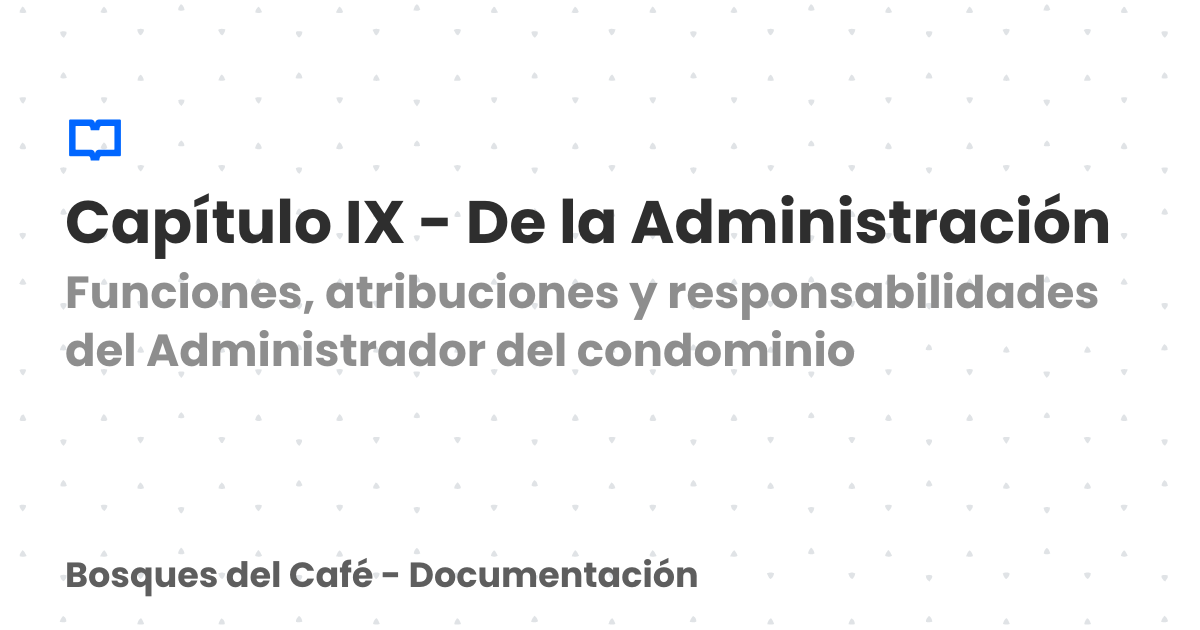 Capítulo IX - De la Administración
Funciones, atribuciones y responsabilidades
del Administrador del condominio
Bosques del Café - Documentación